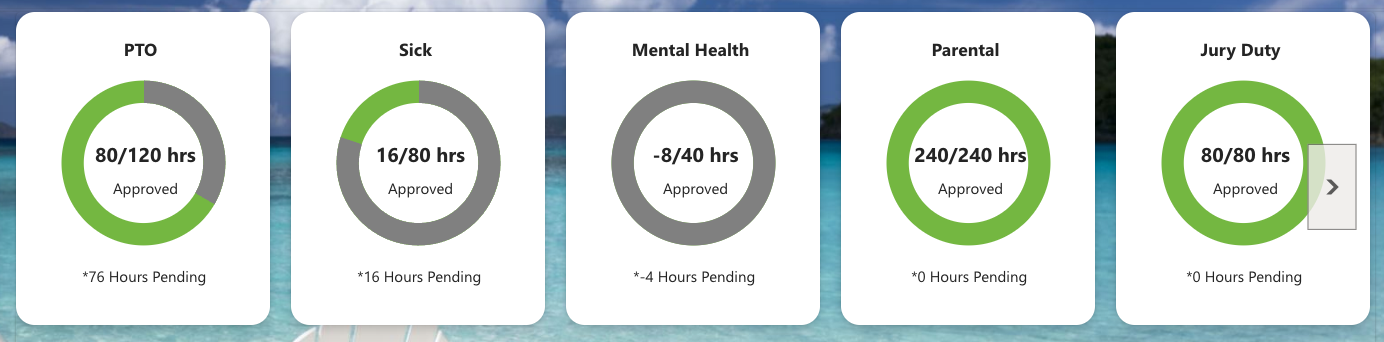 PTO
80/120 hrs
Approved
*76 Hours Pending
Sick
16/80 hrs
Approved
*16 Hours Pending
Mental Health
-8/40 hrs
Approved
*-4 Hours Pending
Parental
240/240 hrs
Approved
*0 Hours Pending
Jury Duty
80/80 hrs
Approved
*0 Hours Pending